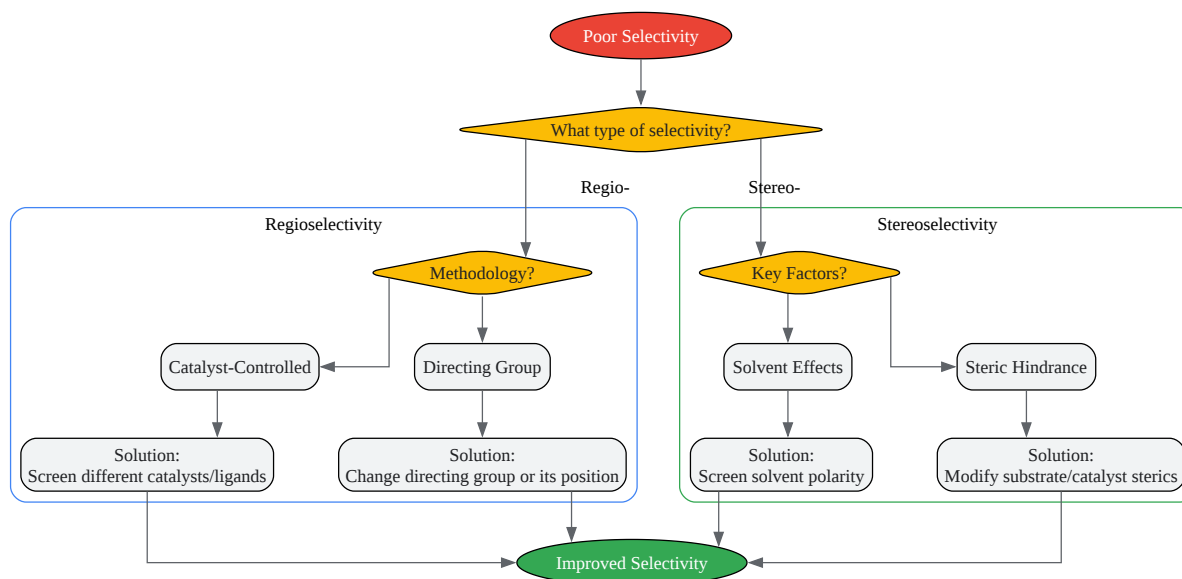 Poor Selectivity
What type of selectivity?
Regio-
Stereo-
Regioselectivity
Stereoselectivity
Methodology?
Key Factors?
Catalyst-Controlled
Directing Group
Solvent Effects
Steric Hindrance
Solution:
Screen different catalysts/ligands
Solution:
Change directing group or its position
Solution:
Screen solvent polarity
Solution:
Modify substrate/catalyst sterics
Improved Selectivity